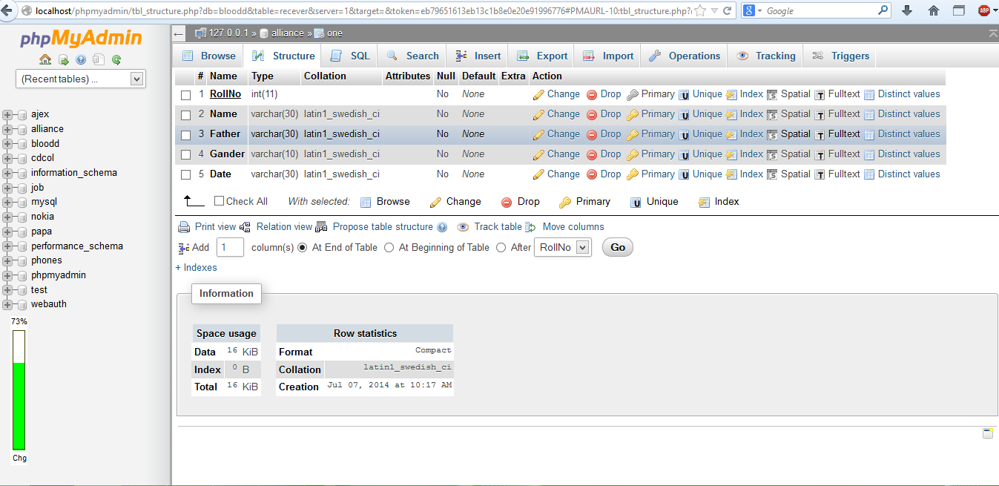 localhost/phpmyadmin/tbl_structure.php?db=bloodd&table=recever&server=1&target=&token=eb79651613eb13c1b8e0e20e91996776#PMAURL-10:tbl_structure.php?
Google
ABP
phpMyAdmin
127.0.0.1 » alliance » one
Browse Structure SQL Search Insert Export Import Operations Tracking Triggers
(Recent tables) ...
# Name Type Collation Attributes Null Default Extra Action
1 RollNo int(11) No None Change Drop Primary Unique Index Spatial Fulltext Distinct values
2 Name varchar(30) latin1_swedish_ci No None Change Drop Primary Unique Index Spatial Fulltext Distinct values
3 Father varchar(30) latin1_swedish_ci No None Change Drop Primary Unique Index Spatial Fulltext Distinct values
4 Gander varchar(10) latin1_swedish_ci No None Change Drop Primary Unique Index Spatial Fulltext Distinct values
5 Date varchar(30) latin1_swedish_ci No None Change Drop Primary Unique Index Spatial Fulltext Distinct values
Check All With selected: Browse Change Drop Primary Unique Index
Print view Relation view Propose table structure Track table Move columns
Add 1 column(s) At End of Table At Beginning of Table After RollNo Go
+ Indexes
Information
Space usage
Data 16 KiB
Index 0 B
Total 16 KiB
Row statistics
Format Compact
Collation latin1_swedish_ci
Creation Jul 07, 2014 at 10:17 AM
ajex
alliance
bloodd
cdcol
information_schema
job
mysql
nokia
papa
performance_schema
phones
phpmyadmin
test
webauth
73%
Chg